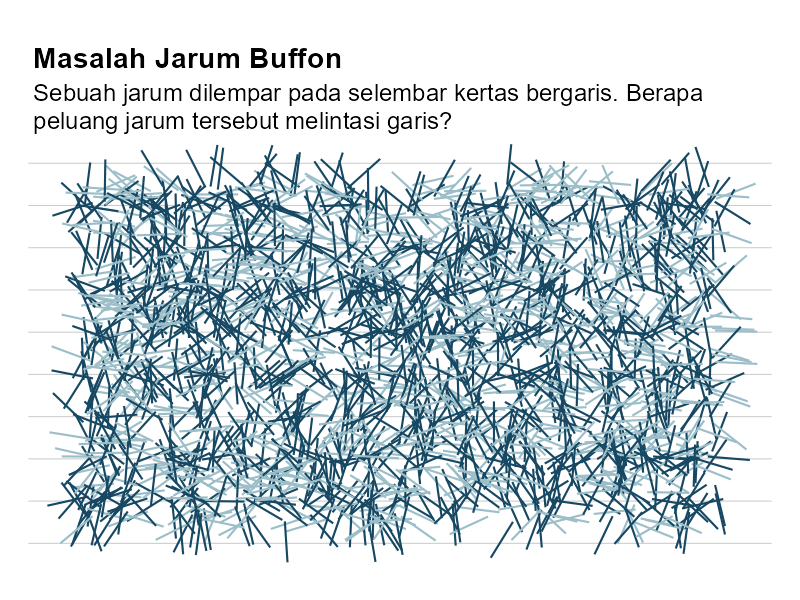 Masalah Jarum Buffon
Sebuah jarum dilempar pada selembar kertas bergaris. Berapa
peluang jarum tersebut melintasi garis?